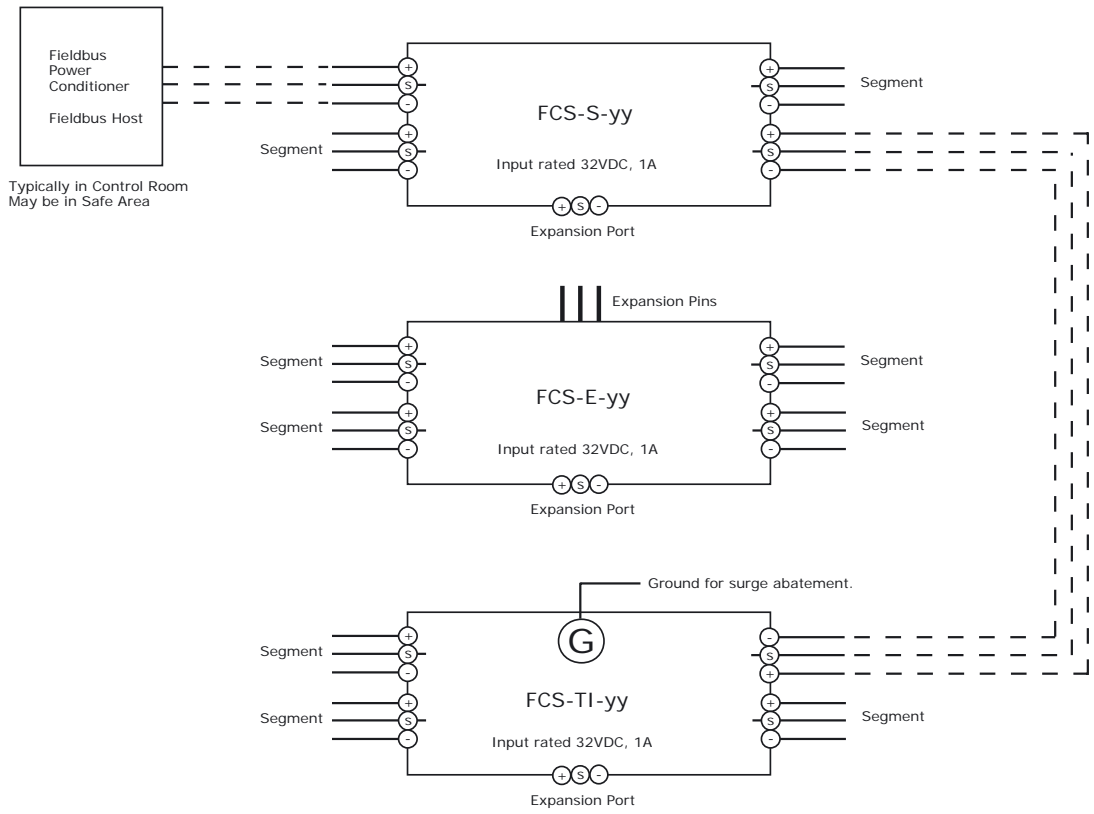 Fieldbus
Power
Conditioner
Fieldbus Host
Typically in Control Room
May be in Safe Area
+
S
-
+
S
-
Segment
FCS-S-yy
Input rated 32VDC, 1A
+
S
-
+
S
-
Segment
+ S -
Expansion Port
Expansion Pins
Segment
Segment
+
S
-
+
S
-
FCS-E-yy
Input rated 32VDC, 1A
+
S
-
+
S
-
Segment
Segment
+ S -
Expansion Port
Ground for surge abatement.
G
Segment
Segment
+
S
-
+
S
-
FCS-TI-yy
Input rated 32VDC, 1A
-
S
+
+
S
-
Segment
+ S -
Expansion Port